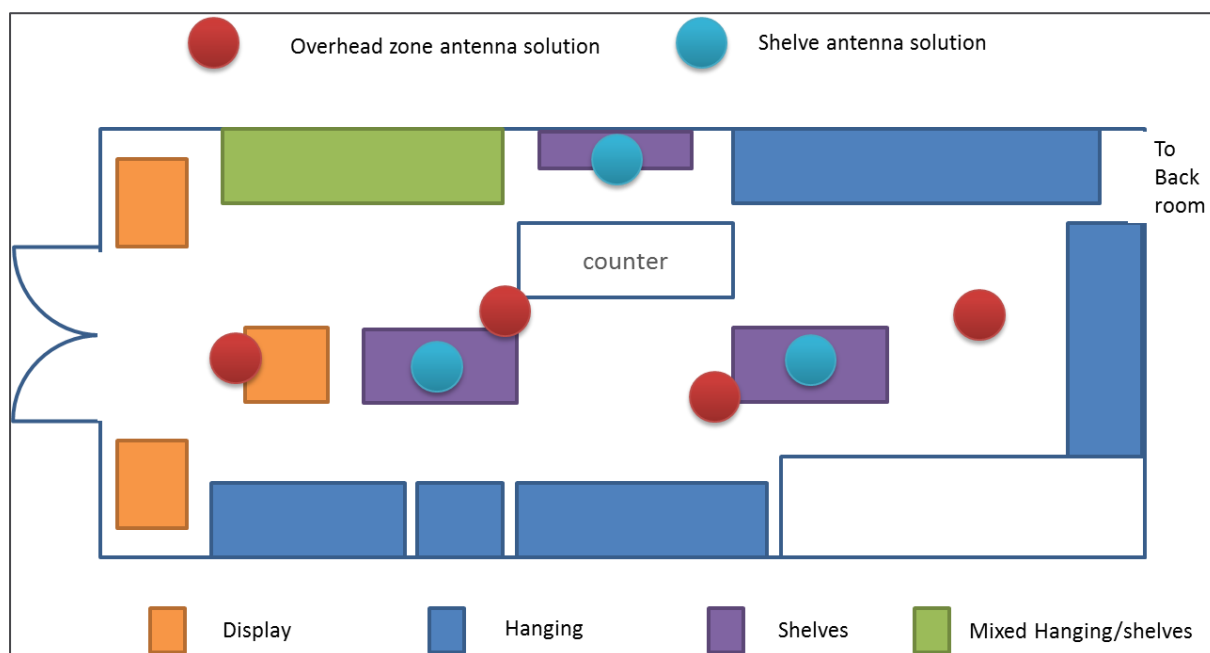 Overhead zone antenna solution
Shelve antenna solution
To
Back
room
counter
Display
Hanging
Shelves
Mixed Hanging/shelves